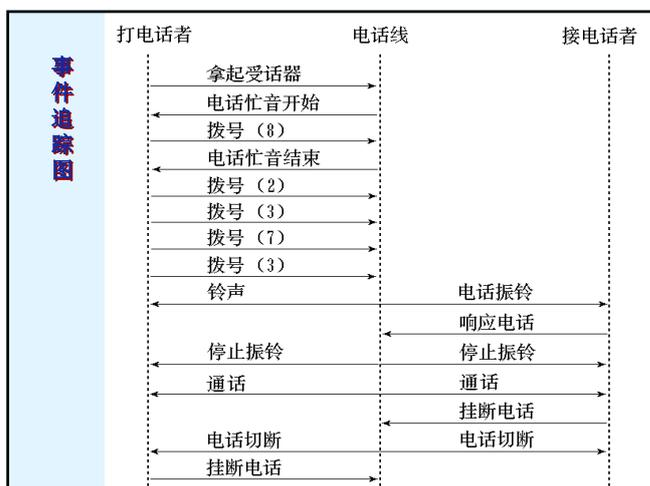 事件追踪图
打电话者 电话线 接电话者
拿起受话器
电话忙音开始
拨号（8）
电话忙音结束
拨号（2）
拨号（3）
拨号（7）
拨号（3）
铃声 电话振铃
响应电话
停止振铃 停止振铃
通话 通话
挂断电话
电话切断 电话切断
挂断电话